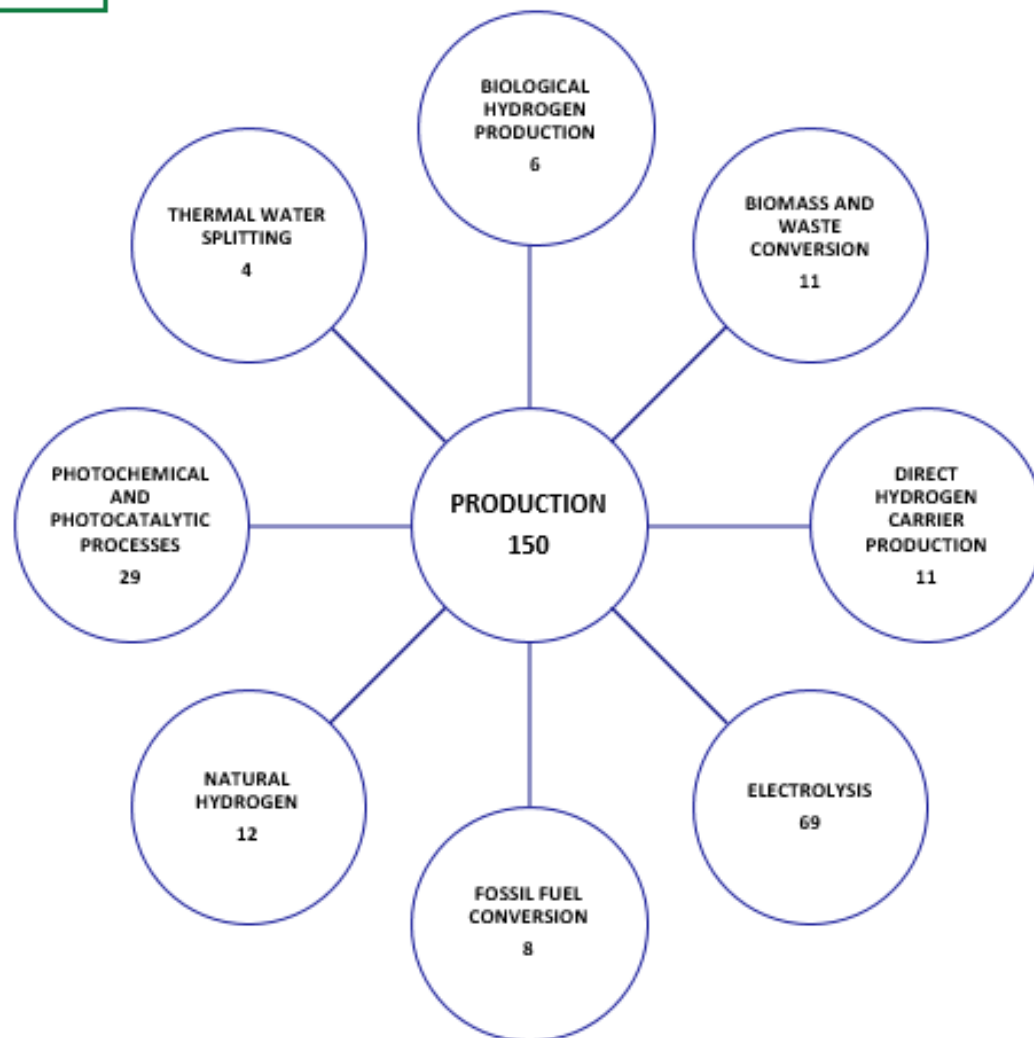 BIOLOGICAL
HYDROGEN
PRODUCTION
6
BIOMASS AND
WASTE
CONVERSION
11
DIRECT
HYDROGEN
CARRIER
PRODUCTION
11
ELECTROLYSIS
69
FOSSIL FUEL
CONVERSION
8
NATURAL
HYDROGEN
12
PHOTOCHEMICAL
AND
PHOTOCATALYTIC
PROCESSES
29
THERMAL WATER
SPLITTING
4
PRODUCTION
150